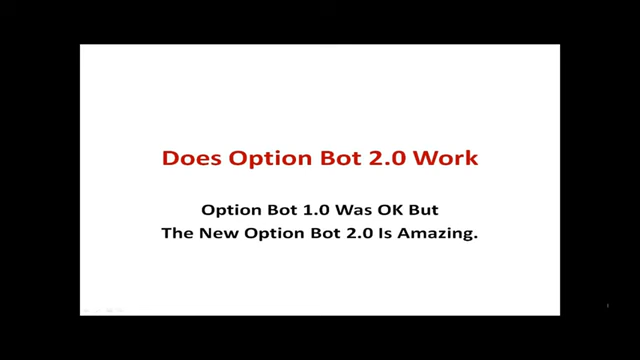 Does Option Bot 2.0 Work
Option Bot 1.0 Was OK But
The New Option Bot 2.0 Is Amazing.